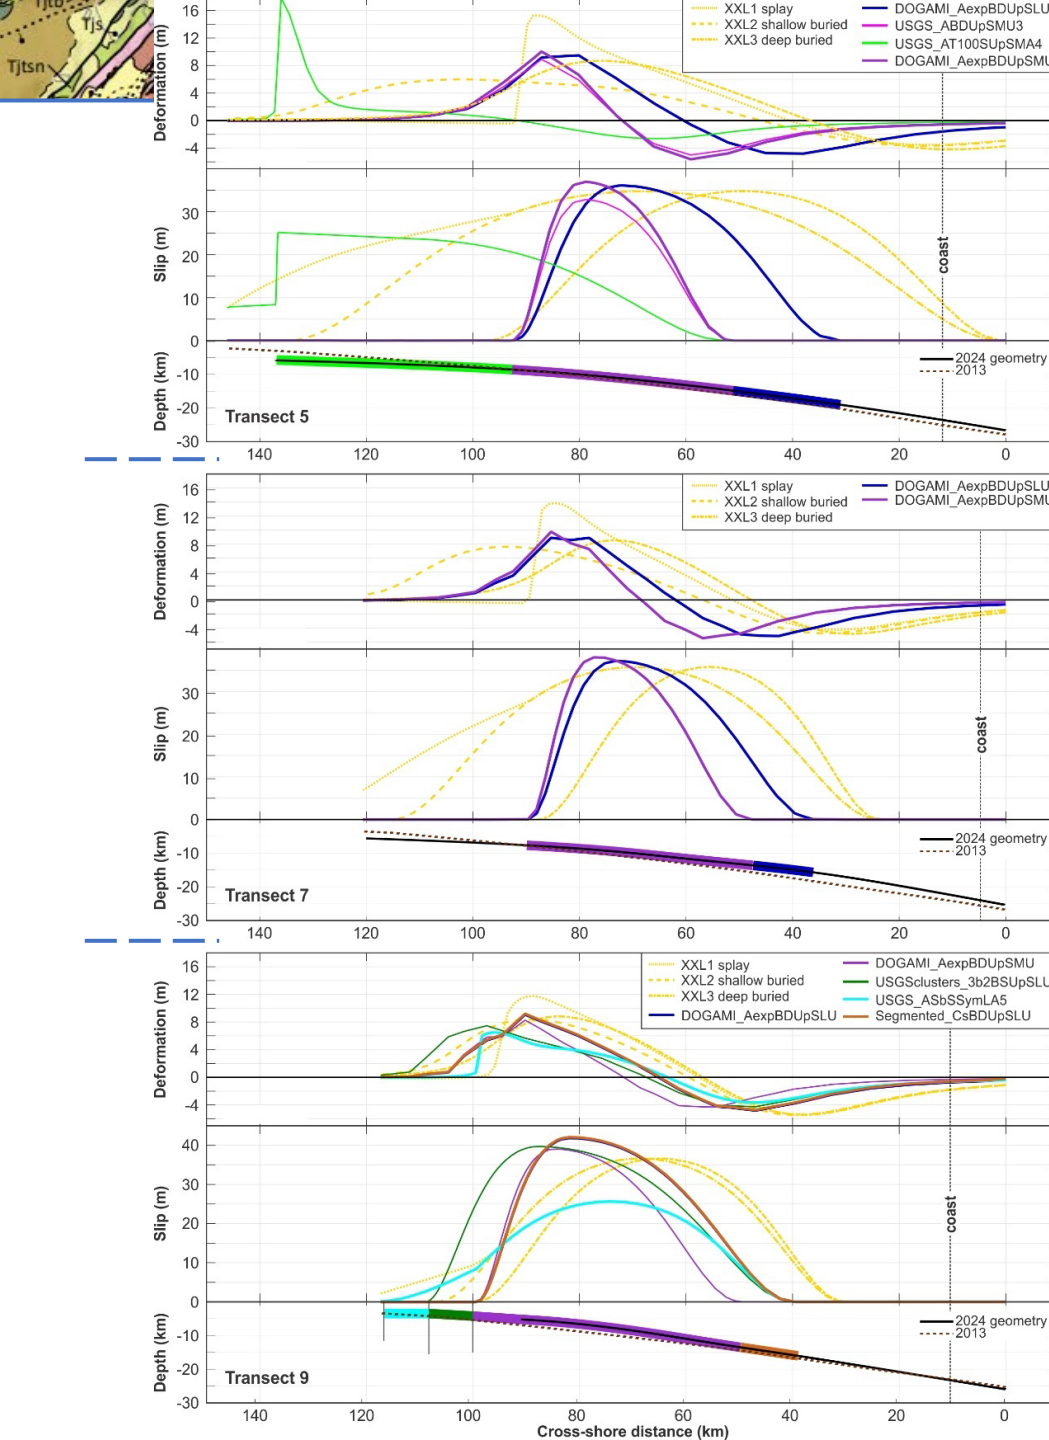 Tjtb
Tjs
Tjtsn
XXL1 splay
XXL2 shallow buried
XXL3 deep buried
DOGAMI_AexpBDUpSLU
USGS_ABDUpSMU3
USGS_AT100SUpSMA4
DOGAMI_AexpBDUpSMU
Deformation (m)
16
12
8
4
0
-4
Slip (m)
30
20
10
0
coast
Depth (km)
-10
-20
-30
2024 geometry
2013
Transect 5
140 120 100 80 60 40 20 0
XXL1 splay
XXL2 shallow buried
XXL3 deep buried
DOGAMI_AexpBDUpSLU
DOGAMI_AexpBDUpSMU
Deformation (m)
16
12
8
4
0
-4
Slip (m)
30
20
10
0
coast
Depth (km)
-10
-20
-30
2024 geometry
2013
Transect 7
140 120 100 80 60 40 20 0
XXL1 splay
XXL2 shallow buried
XXL3 deep buried
DOGAMI_AexpBDUpSLU
DOGAMI_AexpBDUpSMU
USGSclusters_3b2BSUpSLU
USGS_ASbSSymLA5
Segmented_CsBDUpSLU
Deformation (m)
16
12
8
4
0
-4
Slip (m)
40
30
20
10
0
coast
Depth (km)
-10
-20
-30
2024 geometry
2013
Transect 9
140 120 100 80 60 40 20 0
Cross-shore distance (km)